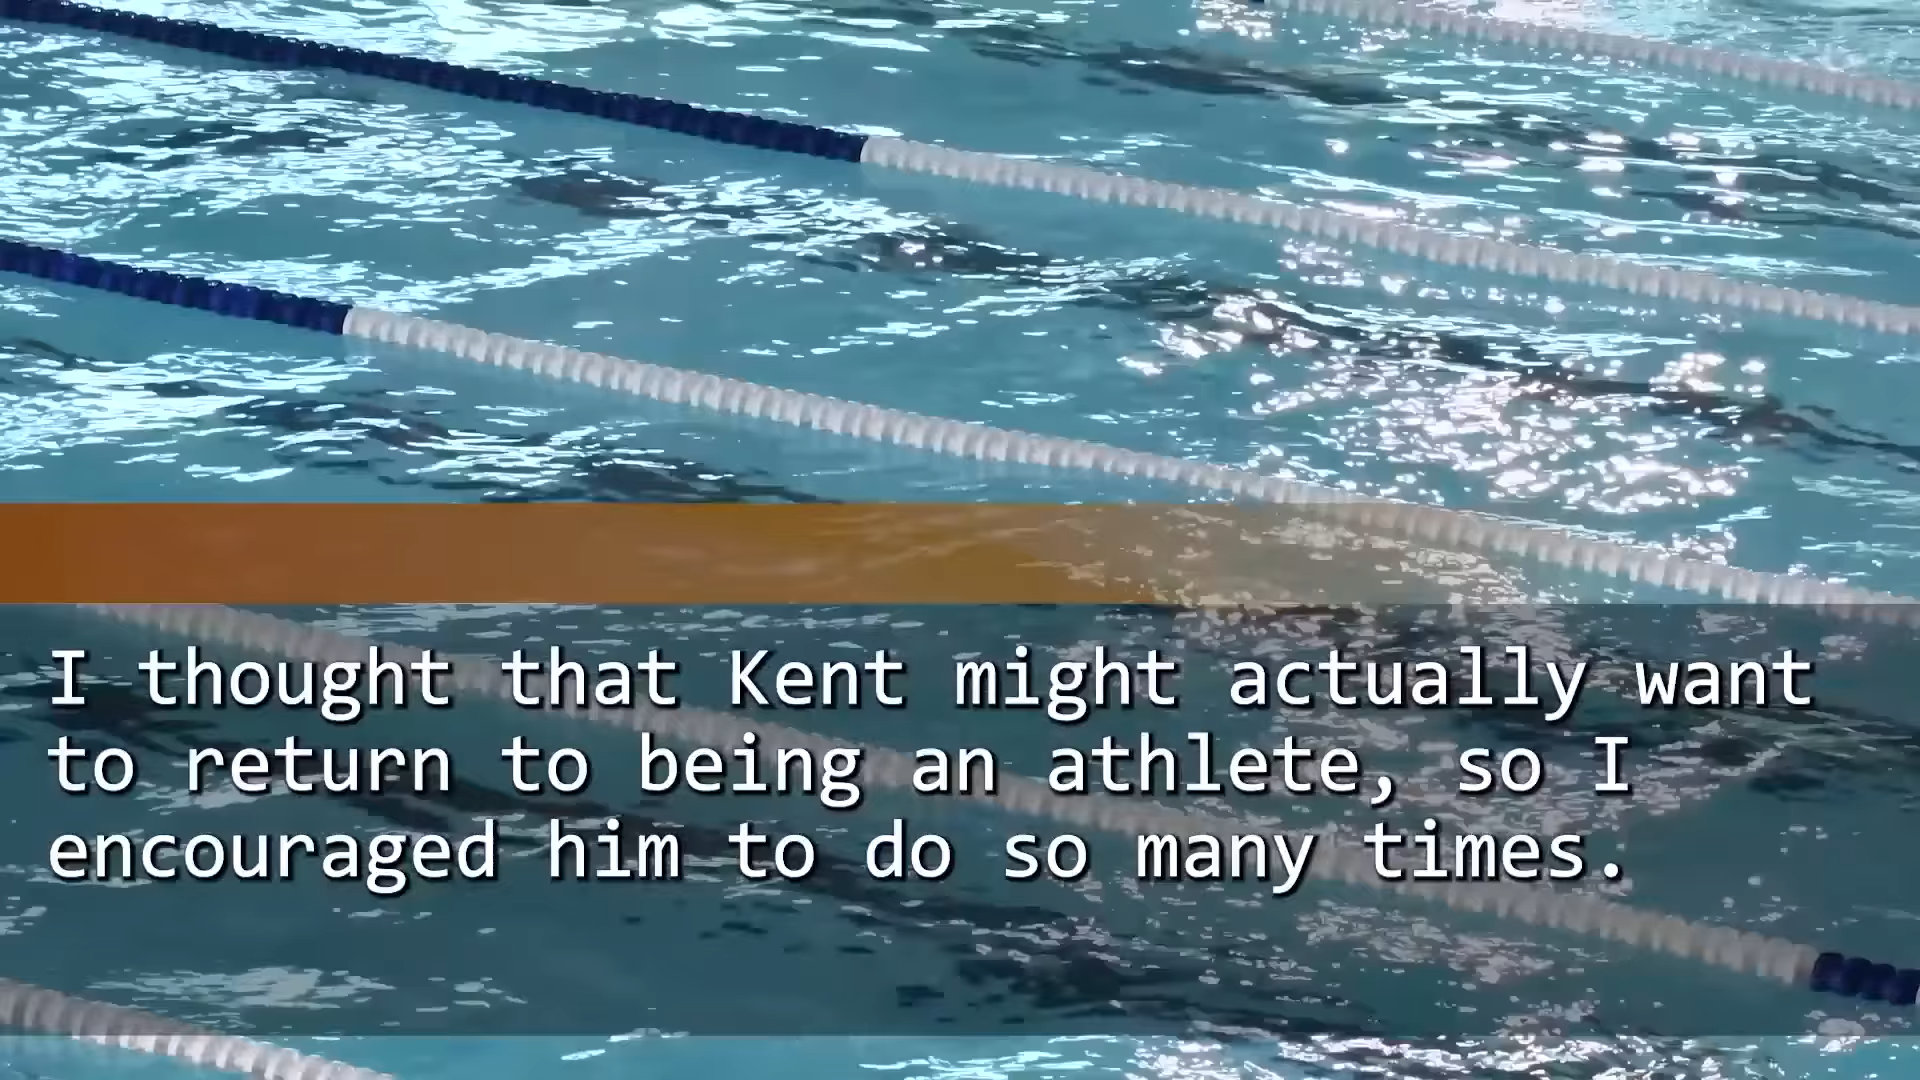 I thought that Kent might actually want
to return to being an athlete, so I
encouraged him to do so many times.